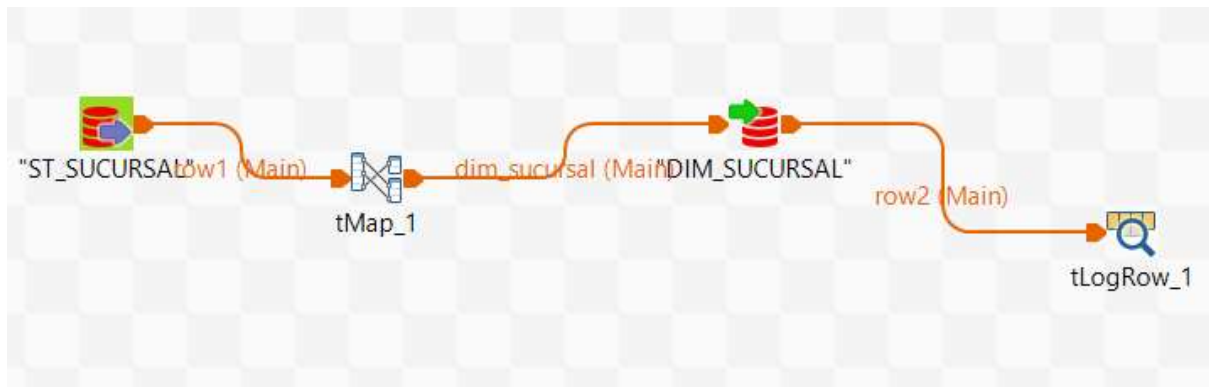 "ST_SUCURSAL"
row1 (Main)
tMap_1
dim_sucursal (Main)
"DIM_SUCURSAL"
row2 (Main)
tLogRow_1